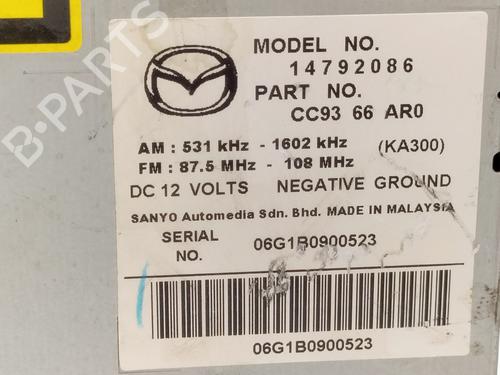 MODEL NO.
14792086
PART NO.
CC93 66 AR0
AM : 531 kHz - 1602 kHz (KA300)
FM : 87.5 MHz - 108 MHz
DC 12 VOLTS NEGATIVE GROUND
SANYO Automedia Sdn. Bhd. MADE IN MALAYSIA
SERIAL NO. 06G1B0900523
06G1B0900523
B-PARTS